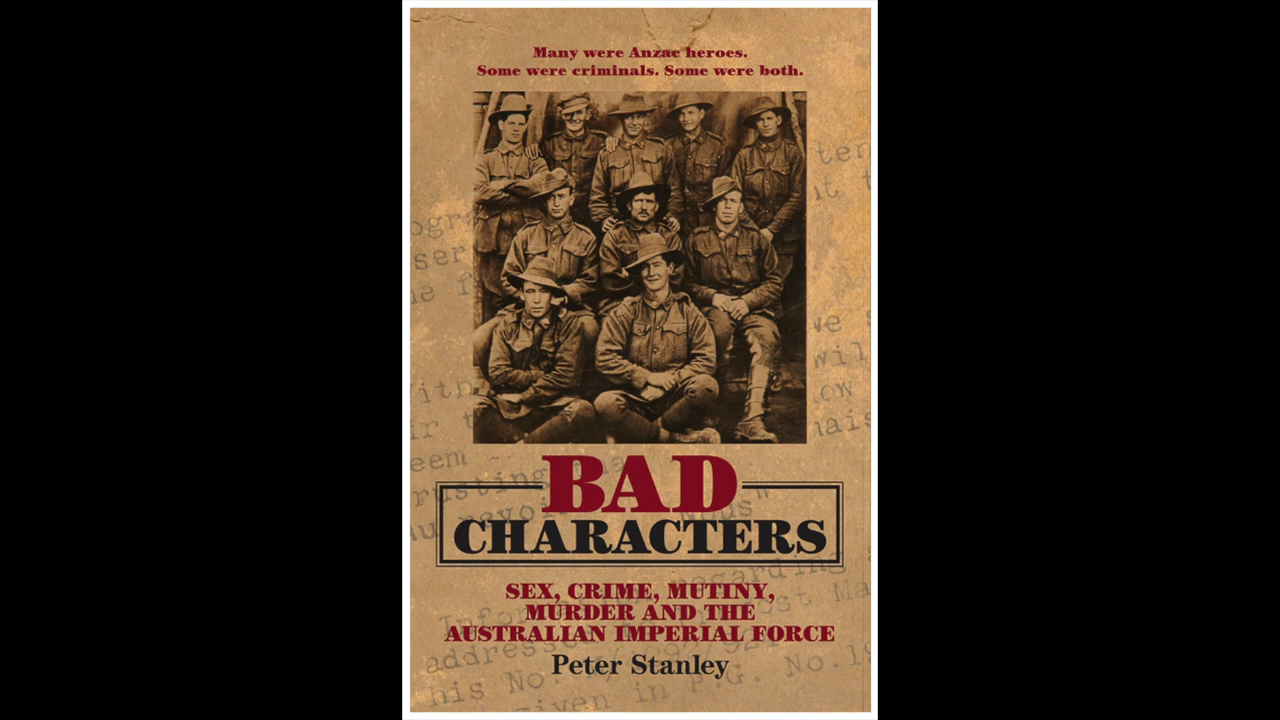 Many were Anzac heroes.
Some were criminals. Some were both.
BAD
CHARACTERS
SEX, CRIME, MUTINY,
MURDER AND THE
AUSTRALIAN IMPERIAL FORCE
Peter Stanley